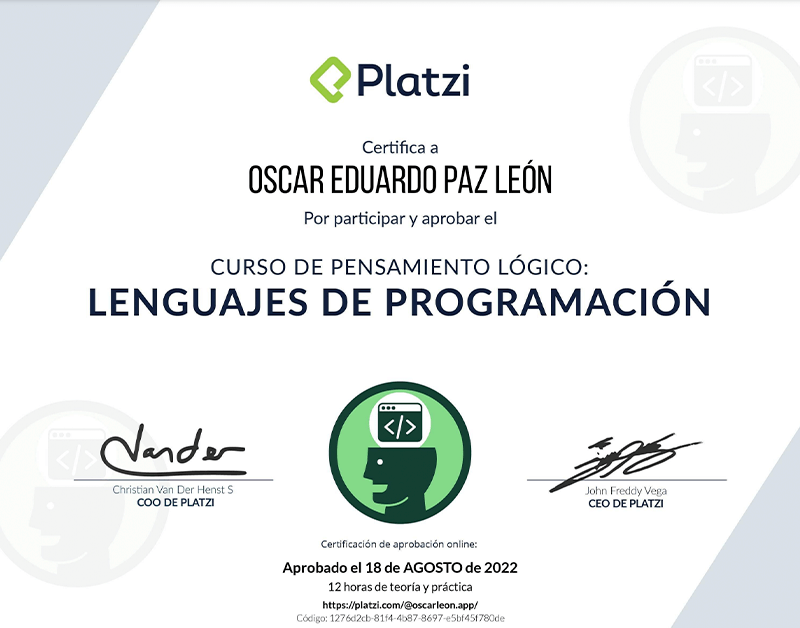 Platzi
Certifica a
OSCAR EDUARDO PAZ LEÓN
Por participar y aprobar el
CURSO DE PENSAMIENTO LÓGICO:
LENGUAJES DE PROGRAMACIÓN
Vander
Christian Van Der Henst S
COO DE PLATZI
John Freddy Vega
CEO DE PLATZI
Certificación de aprobación online:
Aprobado el 18 de AGOSTO de 2022
12 horas de teoría y práctica
https://platzi.com/@oscarleon.app/
Código: 1276d2cb-81f4-4b87-8697-e5bf45f780de